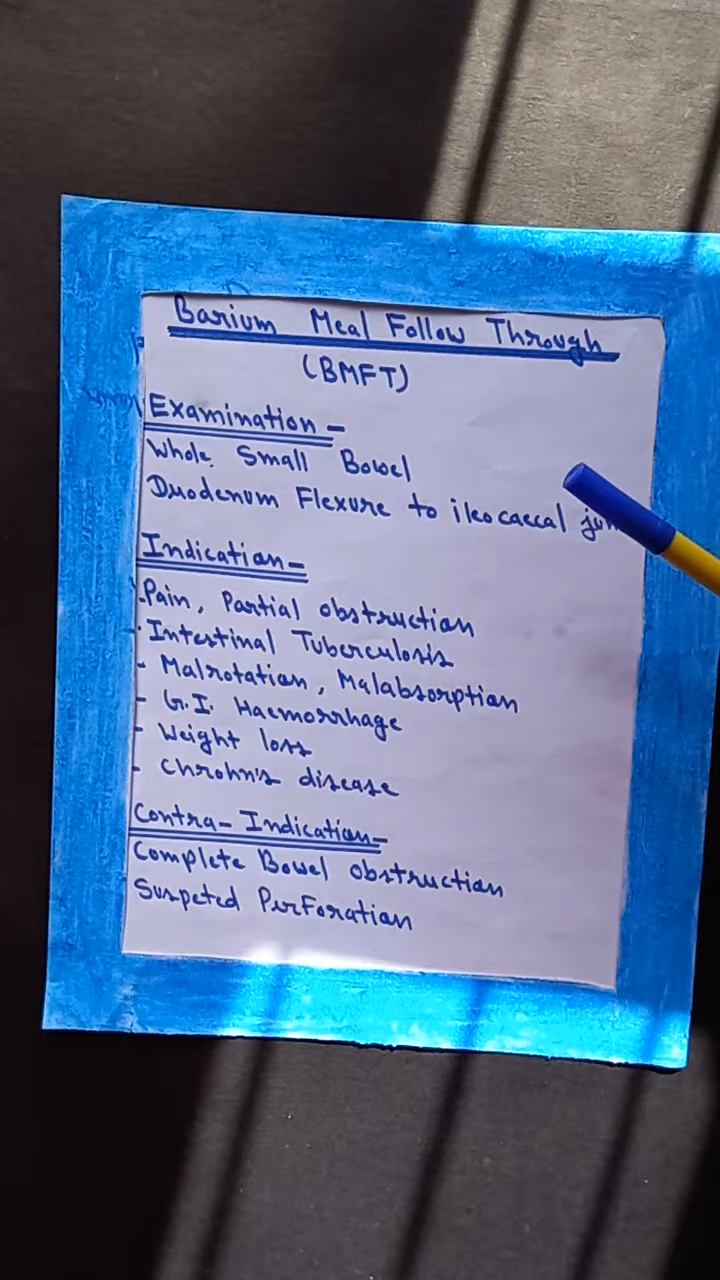 Barium Meal Follow Through
(BMFT)
Examination -
Whole Small Bowel
Duodenum Flexure to ileocaecal
Indication -
- Pain, Partial obstruction
- Intestinal Tuberculosis
- Malrotation, Malabsorption
- G.I. Haemorrhage
- Weight loss
- Chrohn's disease
Contra-Indication-
Complete Bowel obstruction
Suspeted Perforation